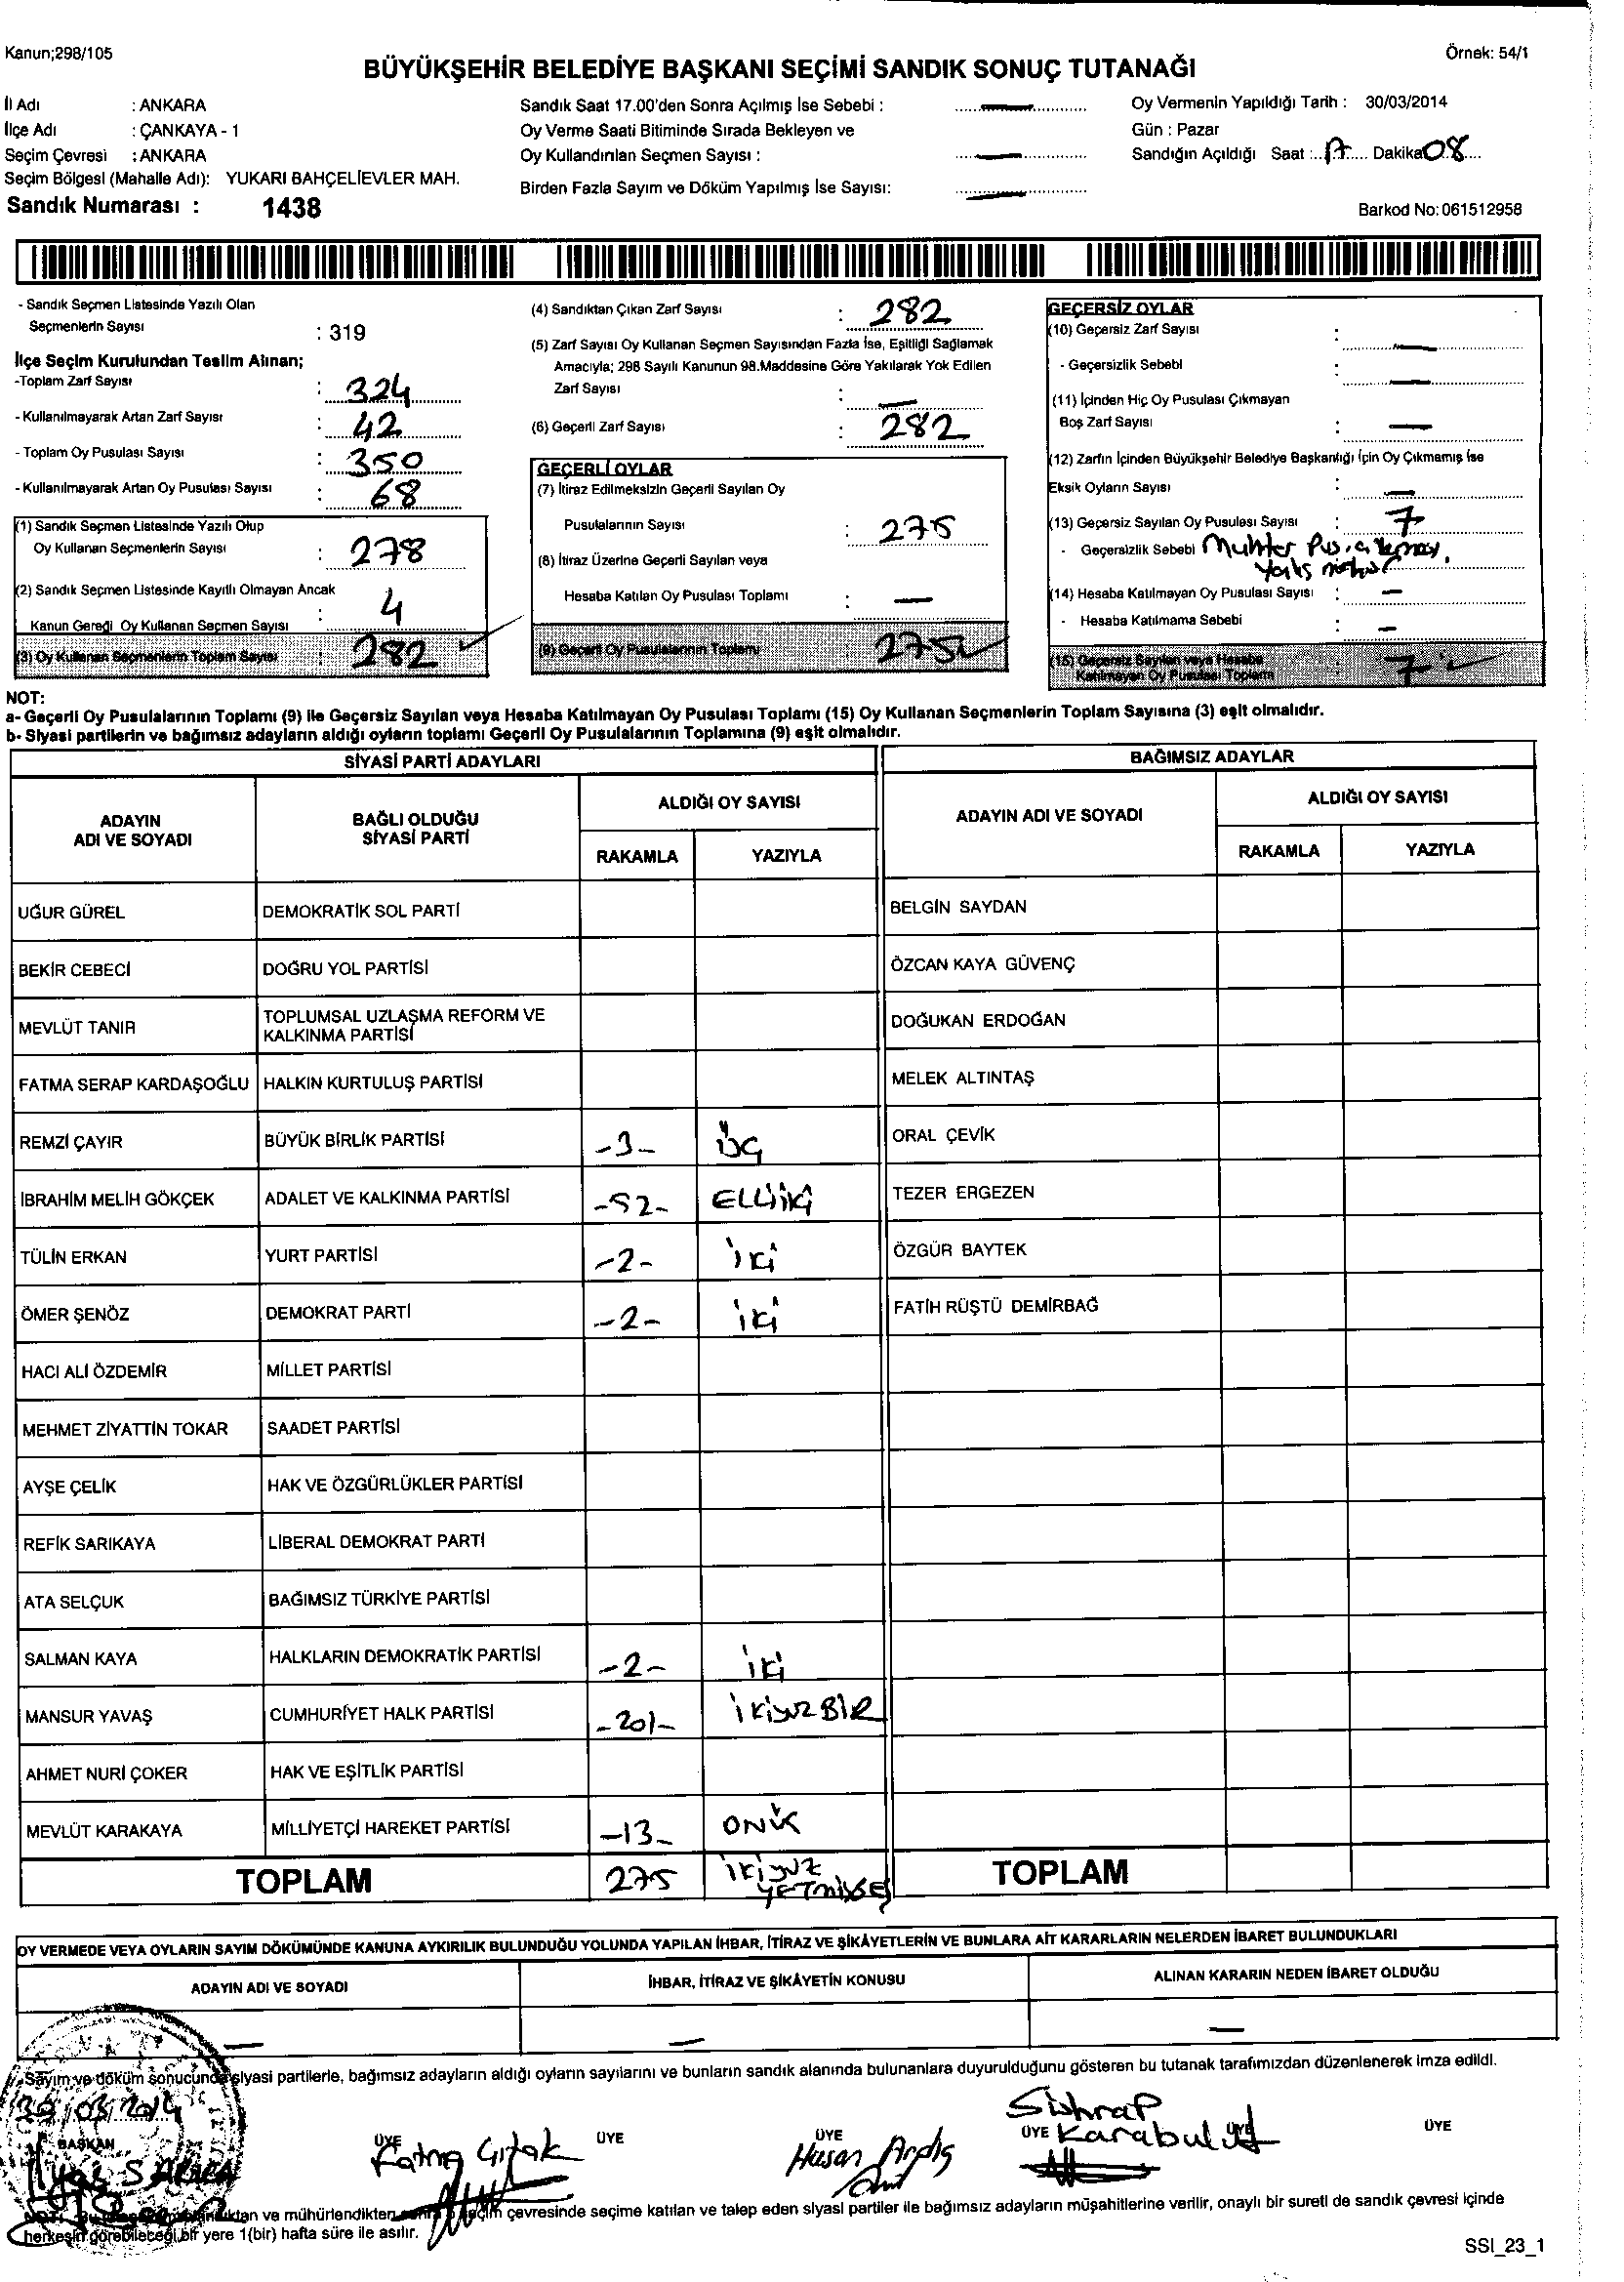 Kanun;298/105
Örnek: 54/1
BÜYÜKŞEHİR BELEDİYE BAŞKANI SEÇİMİ SANDIK SONUÇ TUTANAĞI
İl Adı : ANKARA
İlçe Adı : ÇANKAYA - 1
Seçim Çevresi : ANKARA
Seçim Bölgesi (Mahalle Adı): YUKARI BAHÇELİEVLER MAH.
Sandık Numarası : 1438
Sandık Saat 17.00'den Sonra Açılmış İse Sebebi : —
Oy Verme Saati Bitiminde Sırada Bekleyen ve
Oy Kullandırılan Seçmen Sayısı : —
Birden Fazla Sayım ve Döküm Yapılmış İse Sayısı: —
Oy Vermenin Yapıldığı Tarih : 30/03/2014
Gün : Pazar
Sandığın Açıldığı Saat : 17 Dakika 08
Barkod No: 061512958
- Sandık Seçmen Listesinde Yazılı Olan
Seçmenlerin Sayısı : 319
İlçe Seçim Kurulundan Teslim Alınan;
-Toplam Zarf Sayısı : 324
- Kullanılmayarak Artan Zarf Sayısı : 42
- Toplam Oy Pusulası Sayısı : 350
- Kullanılmayarak Artan Oy Pusulası Sayısı : 68
(1) Sandık Seçmen Listesinde Yazılı Olup
Oy Kullanan Seçmenlerin Sayısı : 278
(2) Sandık Seçmen Listesinde Kayıtlı Olmayan Ancak
Kanun Gereği Oy Kullanan Seçmen Sayısı : 4
(3) Oy Kullanan Seçmenlerin Toplam Sayısı : 282
(4) Sandıktan Çıkan Zarf Sayısı : 282
(5) Zarf Sayısı Oy Kullanan Seçmen Sayısından Fazla İse, Eşitliği Sağlamak
Amacıyla; 298 Sayılı Kanunun 98.Maddesine Göre Yakılarak Yok Edilen
Zarf Sayısı : —
(6) Geçerli Zarf Sayısı : 282
GEÇERLİ OYLAR
(7) İtiraz Edilmeksizin Geçerli Sayılan Oy
Pusulalarının Sayısı : 275
(8) İtiraz Üzerine Geçerli Sayılan veya
Hesaba Katılan Oy Pusulası Toplamı : —
(9) Geçerli Oy Pusulalarının Toplamı 275
GEÇERSİZ OYLAR
(10) Geçersiz Zarf Sayısı : —
- Geçersizlik Sebebi : —
(11) İçinden Hiç Oy Pusulası Çıkmayan
Boş Zarf Sayısı : —
(12) Zarfın İçinden Büyükşehir Belediye Başkanlığı İçin Oy Çıkmamış İse
Eksik Oyların Sayısı : —
(13) Geçersiz Sayılan Oy Pusulası Sayısı : 7
- Geçersizlik Sebebi Muhtar Pus.
(14) Hesaba Katılmayan Oy Pusulası Sayısı : —
- Hesaba Katılmama Sebebi : —
(15) Geçersiz Sayılan veya Hesaba
Katılmayan Oy Pusulası Toplamı : 7
NOT:
a- Geçerli Oy Pusulalarının Toplamı (9) ile Geçersiz Sayılan veya Hesaba Katılmayan Oy Pusulası Toplamı (15) Oy Kullanan Seçmenlerin Toplam Sayısına (3) eşit olmalıdır.
b- Siyasi partilerin ve bağımsız adayların aldığı oyların toplamı Geçerli Oy Pusulalarının Toplamına (9) eşit olmalıdır.
SİYASİ PARTİ ADAYLARI
ADAYIN ADI VE SOYADI
BAĞLI OLDUĞU SİYASİ PARTİ
ALDIĞI OY SAYISI
RAKAMLA YAZIYLA
UĞUR GÜREL DEMOKRATİK SOL PARTİ
BEKİR CEBECİ DOĞRU YOL PARTİSİ
MEVLÜT TANIR TOPLUMSAL UZLAŞMA REFORM VE KALKINMA PARTİSİ
FATMA SERAP KARDAŞOĞLU HALKIN KURTULUŞ PARTİSİ
REMZİ ÇAYIR BÜYÜK BİRLİK PARTİSİ -3- ÜÇ
İBRAHİM MELİH GÖKÇEK ADALET VE KALKINMA PARTİSİ -52- ELLİİKİ
TÜLİN ERKAN YURT PARTİSİ -2- İKİ
ÖMER ŞENÖZ DEMOKRAT PARTİ -2- İKİ
HACI ALİ ÖZDEMİR MİLLET PARTİSİ
MEHMET ZİYATTİN TOKAR SAADET PARTİSİ
AYŞE ÇELİK HAK VE ÖZGÜRLÜKLER PARTİSİ
REFİK SARIKAYA LİBERAL DEMOKRAT PARTİ
ATA SELÇUK BAĞIMSIZ TÜRKİYE PARTİSİ
SALMAN KAYA HALKLARIN DEMOKRATİK PARTİSİ -2- İKİ
MANSUR YAVAŞ CUMHURİYET HALK PARTİSİ -201- İKİYÜZBİR
AHMET NURİ ÇOKER HAK VE EŞİTLİK PARTİSİ
MEVLÜT KARAKAYA MİLLİYETÇİ HAREKET PARTİSİ -13- ONÜÇ
TOPLAM 275 İKİYÜZ YETMİŞBEŞ
BAĞIMSIZ ADAYLAR
ADAYIN ADI VE SOYADI
ALDIĞI OY SAYISI
RAKAMLA YAZIYLA
BELGİN SAYDAN
ÖZCAN KAYA GÜVENÇ
DOĞUKAN ERDOĞAN
MELEK ALTINTAŞ
ORAL ÇEVİK
TEZER ERGEZEN
ÖZGÜR BAYTEK
FATİH RÜŞTÜ DEMİRBAĞ
TOPLAM
OY VERMEDE VEYA OYLARIN SAYIM DÖKÜMÜNDE KANUNA AYKIRILIK BULUNDUĞU YOLUNDA YAPILAN İHBAR, İTİRAZ VE ŞİKÂYETLERİN VE BUNLARA AİT KARARLARIN NELERDEN İBARET BULUNDUKLARI
ADAYIN ADI VE SOYADI İHBAR, İTİRAZ VE ŞİKÂYETİN KONUSU ALINAN KARARIN NEDEN İBARET OLDUĞU
— — —
Sayım ve döküm sonucunda siyasi partilerle, bağımsız adayların aldığı oyların sayılarını ve bunların sandık alanında bulunanlara duyurulduğunu gösteren bu tutanak tarafımızdan düzenlenerek imza edildi.
30/03/2014
BAŞKAN ÜYE ÜYE ÜYE ÜYE ÜYE ÜYE
Fatma Çıtak
Hasan
Karabulut
NOT: Bu ve mühürlendikten sonra seçim çevresinde seçime katılan ve talep eden siyasi partiler ile bağımsız adayların müşahitlerine verilir, onaylı bir sureti de sandık çevresi içinde
herkesin görebileceği bir yere 1(bir) hafta süre ile asılır.
SSI_23_1